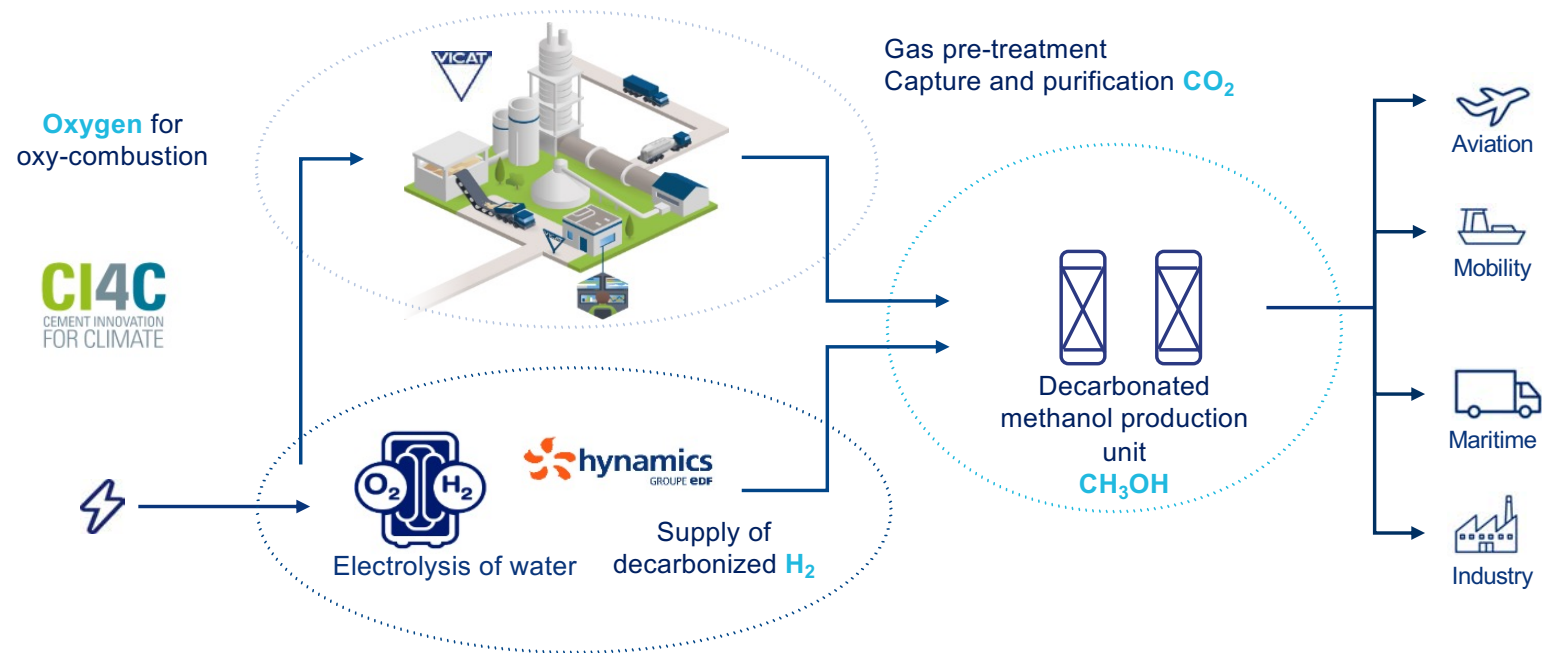 VICAT
Gas pre-treatment
Capture and purification CO₂
Oxygen for
oxy-combustion
CI4C
CEMENT INNOVATION
FOR CLIMATE
VICAT
O₂
H₂
Electrolysis of water
hynamics
GROUPE eDF
Supply of
decarbonized H₂
Decarbonated
methanol production
unit
CH₃OH
Aviation
Mobility
Maritime
Industry